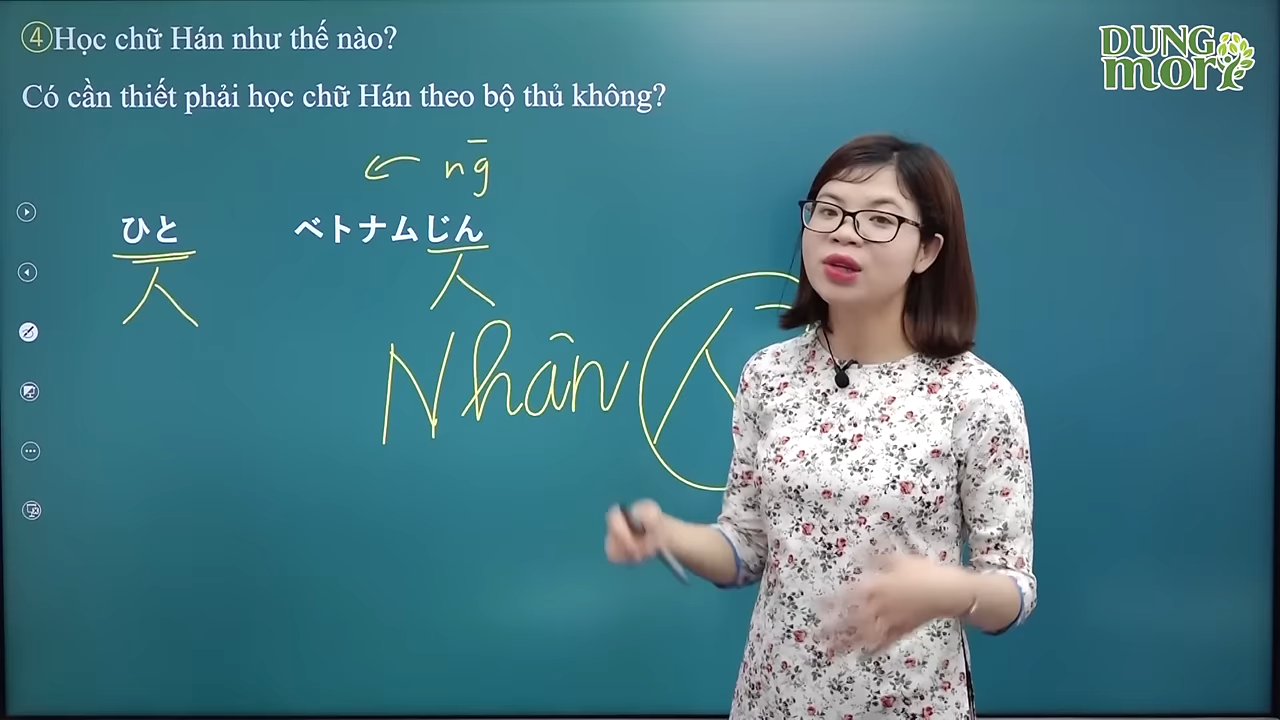 ④Học chữ Hán như thế nào?
Có cần thiết phải học chữ Hán theo bộ thủ không?
DUNG
mori
ng
ひと ベトナムじん
人 人
Nhân 人